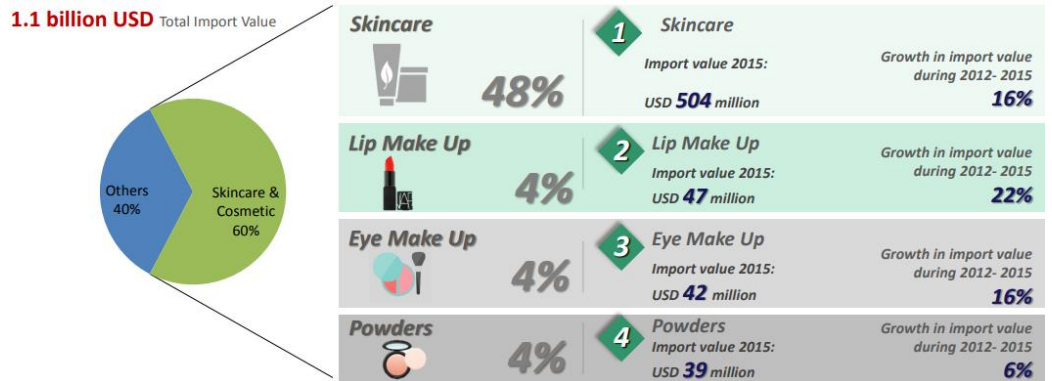 1.1 billion USD Total Import Value
Others
40%
Skincare &
Cosmetic
60%
Skincare
48%
1
Skincare
Import value 2015:
USD 504 million
Growth in import value
during 2012- 2015
16%
Lip Make Up
4%
2
Lip Make Up
Import value 2015:
USD 47 million
Growth in import value
during 2012- 2015
22%
Eye Make Up
4%
3
Eye Make Up
Import value 2015:
USD 42 million
Growth in import value
during 2012- 2015
16%
Powders
4%
4
Powders
Import value 2015:
USD 39 million
Growth in import value
during 2012- 2015
6%